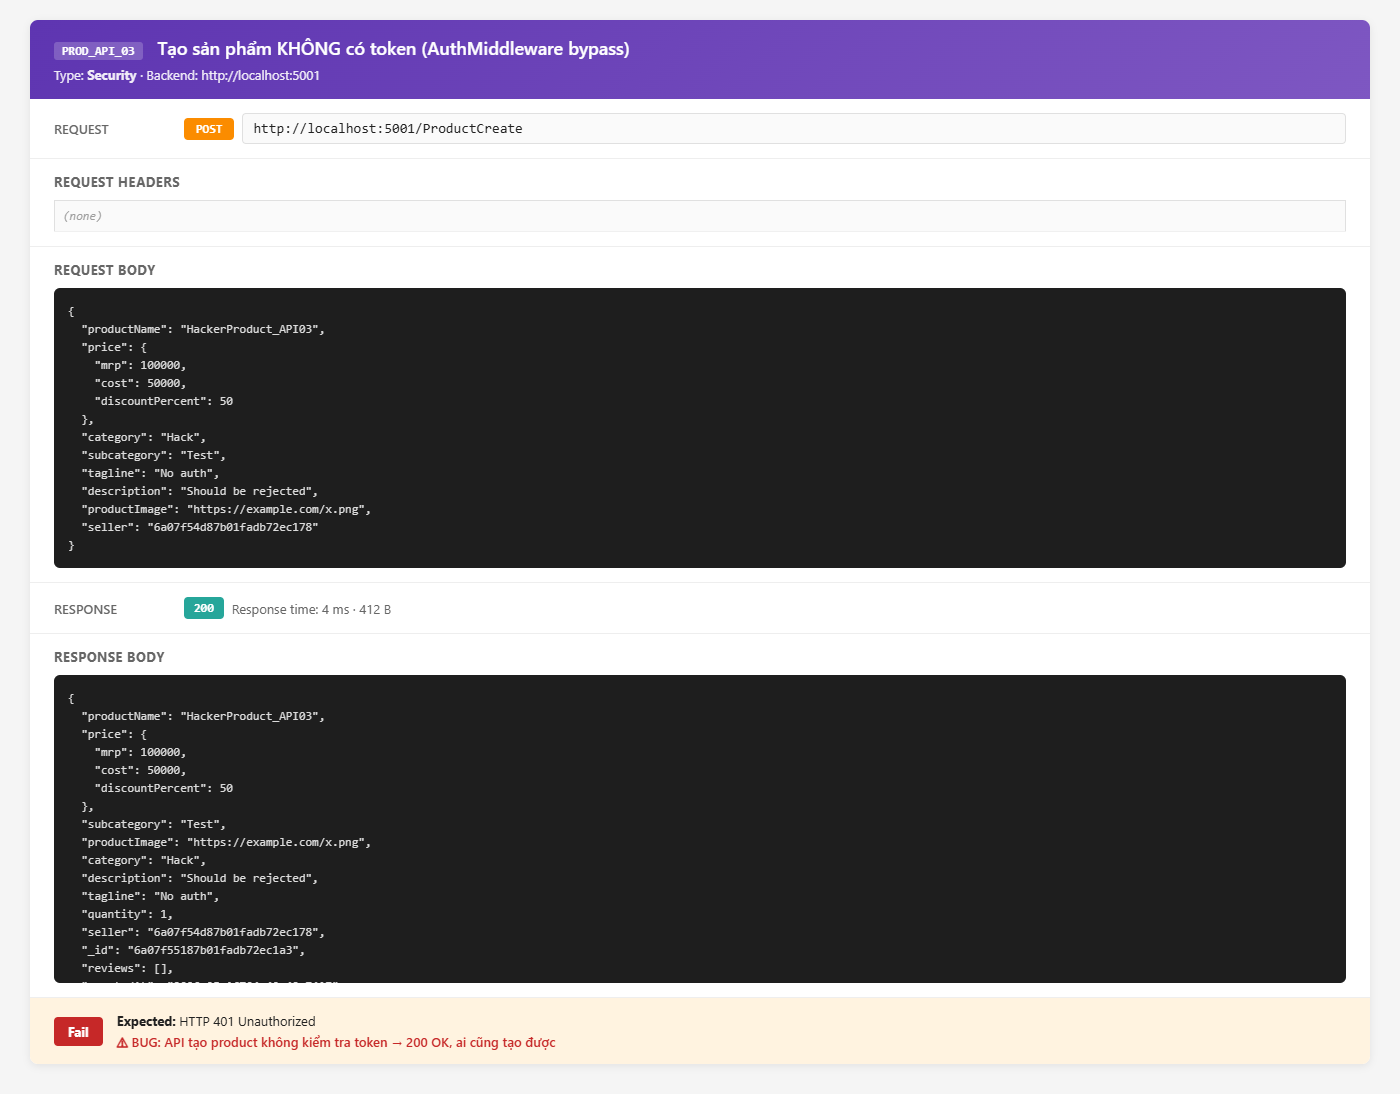 PROD_API_03 Tạo sản phẩm KHÔNG có token (AuthMiddleware bypass)
Type: Security · Backend: http://localhost:5001
REQUEST POST http://localhost:5001/ProductCreate
REQUEST HEADERS
(none)
REQUEST BODY
{
  "productName": "HackerProduct_API03",
  "price": {
    "mrp": 100000,
    "cost": 50000,
    "discountPercent": 50
  },
  "category": "Hack",
  "subcategory": "Test",
  "tagline": "No auth",
  "description": "Should be rejected",
  "productImage": "https://example.com/x.png",
  "seller": "6a07f54d87b01fadb72ec178"
}
RESPONSE 200 Response time: 4 ms · 412 B
RESPONSE BODY
{
  "productName": "HackerProduct_API03",
  "price": {
    "mrp": 100000,
    "cost": 50000,
    "discountPercent": 50
  },
  "subcategory": "Test",
  "productImage": "https://example.com/x.png",
  "category": "Hack",
  "description": "Should be rejected",
  "tagline": "No auth",
  "quantity": 1,
  "seller": "6a07f54d87b01fadb72ec178",
  "_id": "6a07f55187b01fadb72ec1a3",
  "reviews": [],
Fail Expected: HTTP 401 Unauthorized
⚠ BUG: API tạo product không kiểm tra token → 200 OK, ai cũng tạo được